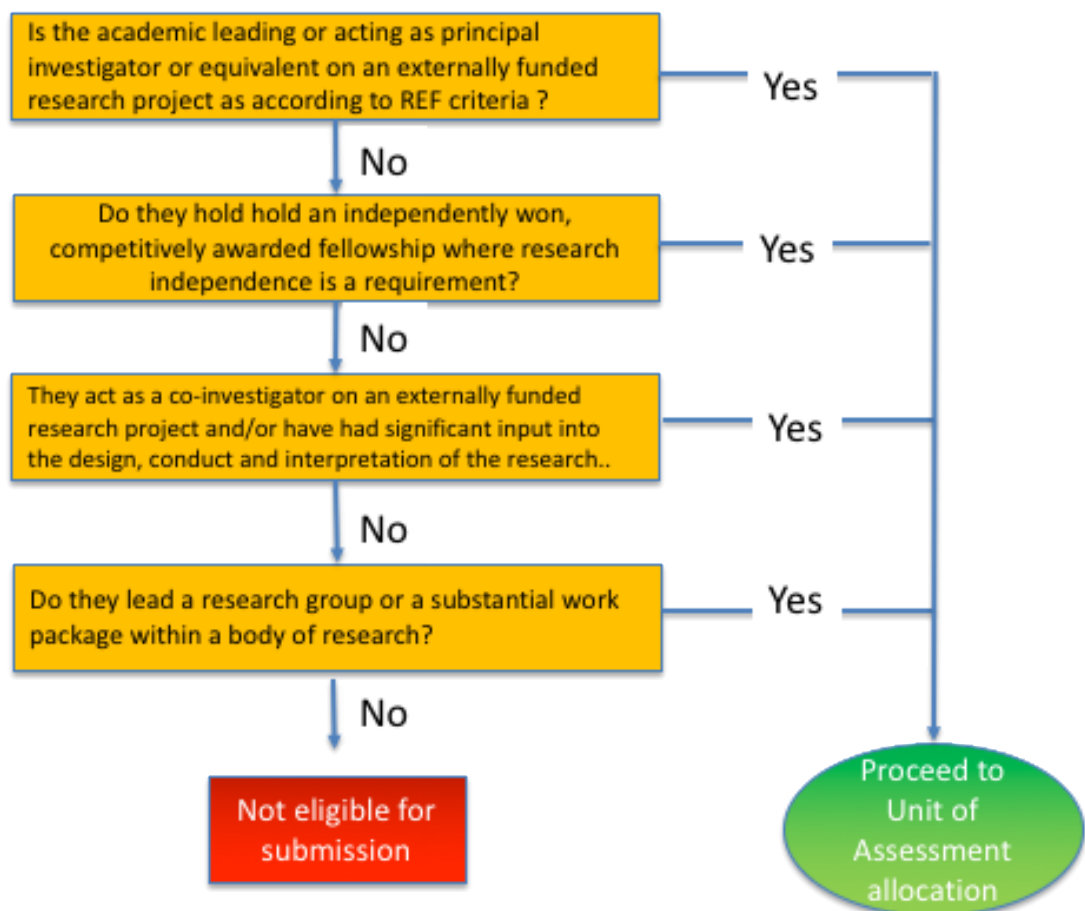 Is the academic leading or acting as principal
investigator or equivalent on an externally funded
research project as according to REF criteria ?
Yes
No
Do they hold hold an independently won,
competitively awarded fellowship where research
independence is a requirement?
Yes
No
They act as a co-investigator on an externally funded
research project and/or have had significant input into
the design, conduct and interpretation of the research..
Yes
No
Do they lead a research group or a substantial work
package within a body of research?
Yes
No
Not eligible for
submission
Proceed to
Unit of
Assessment
allocation